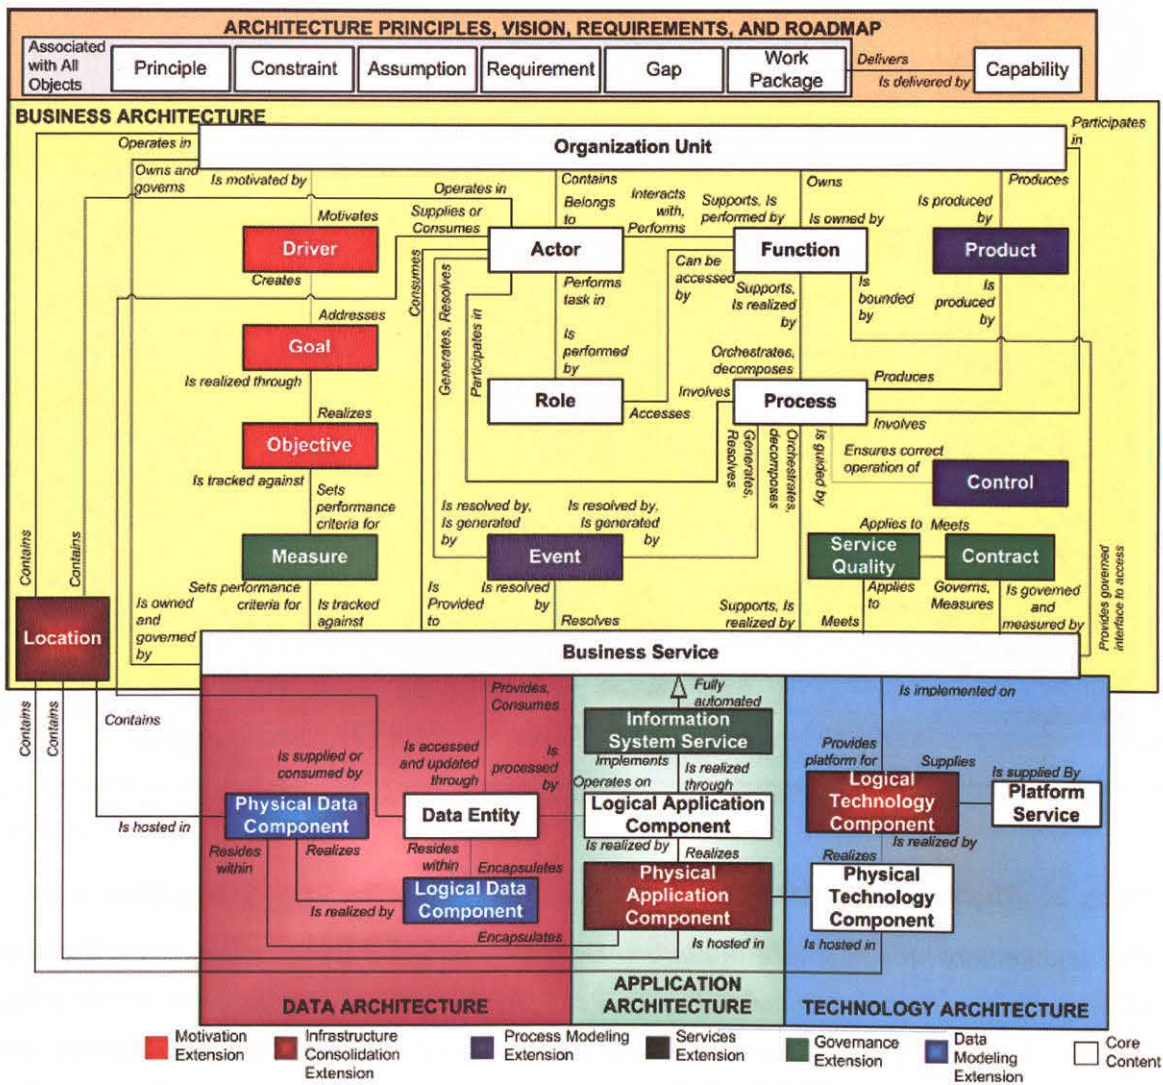 ARCHITECTURE PRINCIPLES, VISION, REQUIREMENTS, AND ROADMAP
Associated
with All
Objects
Principle
Constraint
Assumption
Requirement
Gap
Work
Package
Delivers
Is delivered by
Capability
BUSINESS ARCHITECTURE
Operates in
Organization Unit
Participates
in
Owns and
governs
Is motivated by
Operates in
Contains
Belongs
to
Interacts
with,
Performs
Supports, Is
performed by
Owns
Is owned by
Produces
Is produced
by
Motivates
Supplies or
Consumes
Driver
Actor
Function
Product
Creates
Consumes
Generates, Resolves
Participates in
Performs
task in
Can be
accessed
by
Supports,
Is realized
by
Is
bounded
by
Is
produced
by
Addresses
Goal
Is realized through
Is
performed
by
Orchestrates,
decomposes
Realizes
Role
Accesses
Involves
Process
Produces
Involves
Objective
Is tracked against
Sets
performance
criteria for
Generates,
Resolves
Orchestrates,
decomposes
Is guided by
Ensures correct
operation of
Control
Is resolved by,
Is generated
by
Is resolved by,
Is generated
by
Applies to
Meets
Measure
Event
Service
Quality
Contract
Contains
Contains
Sets performance
criteria for
Is tracked
against
Is
Provided
to
Is resolved
by
Resolves
Supports, Is
realized by
Applies
to
Meets
Governs,
Measures
Is governed
and
measured by
Provides governed
interface to access
Location
Is owned
and
governed
by
Business Service
Contains
Contains
Contains
Provides,
Consumes
Fully
automated
Is implemented on
Information
System Service
Is supplied or
consumed by
Is accessed
and updated
through
Is
processed
by
Implements
Operates on
Is realized
through
Provides
platform for
Supplies
Is supplied By
Is hosted in
Physical Data
Component
Data Entity
Logical Application
Component
Logical
Technology
Component
Platform
Service
Resides
within
Realizes
Resides
within
Encapsulates
Is realized by
Realizes
Is realized by
Realizes
Is realized by
Logical Data
Component
Physical
Application
Component
Physical
Technology
Component
Encapsulates
Is hosted in
Is hosted in
DATA ARCHITECTURE
APPLICATION
ARCHITECTURE
TECHNOLOGY ARCHITECTURE
Motivation
Extension
Infrastructure
Consolidation
Extension
Process Modeling
Extension
Services
Extension
Governance
Extension
Data
Modeling
Extension
Core
Content